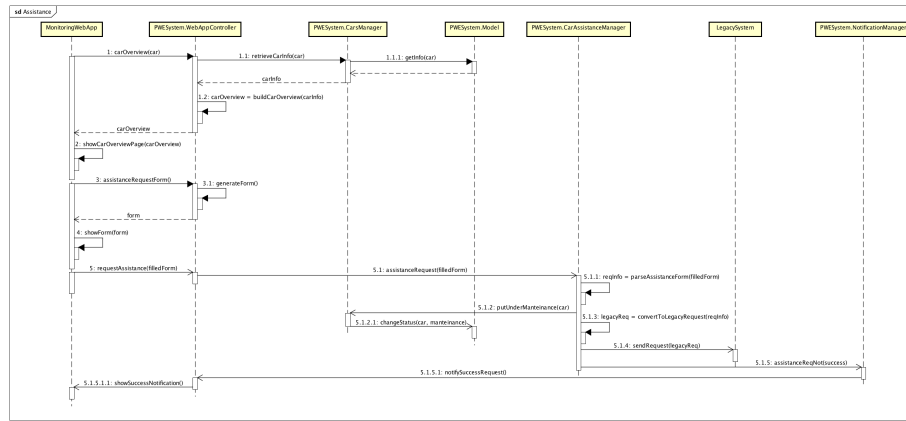 sd Assistance
MonitoringWebApp
PWESystem.WebAppController
PWESystem.CarsManager
PWESystem.Model
PWESystem.CarAssistanceManager
LegacySystem
PWESystem.NotificationManager
1: carOverview(car)
1.1: retrieveCarInfo(car)
1.1.1: getInfo(car)
carInfo
1.2: carOverview = buildCarOverview(carInfo)
carOverview
2: showCarOverviewPage(carOverview)
3: assistanceRequestForm()
3.1: generateForm()
form
4: showForm(form)
5: requestAssistance(filledForm)
5.1: assistanceRequest(filledForm)
5.1.1: reqInfo = parseAssistanceForm(filledForm)
5.1.2: putUnderManteinance(car)
5.1.3: legacyReq = convertToLegacyRequest(reqInfo)
5.1.2.1: changeStatus(car, manteinance)
5.1.4: sendRequest(legacyReq)
5.1.5: assistanceReqNot(success)
5.1.5.1: notifySuccessRequest()
5.1.5.1.1: showSuccessNotification()